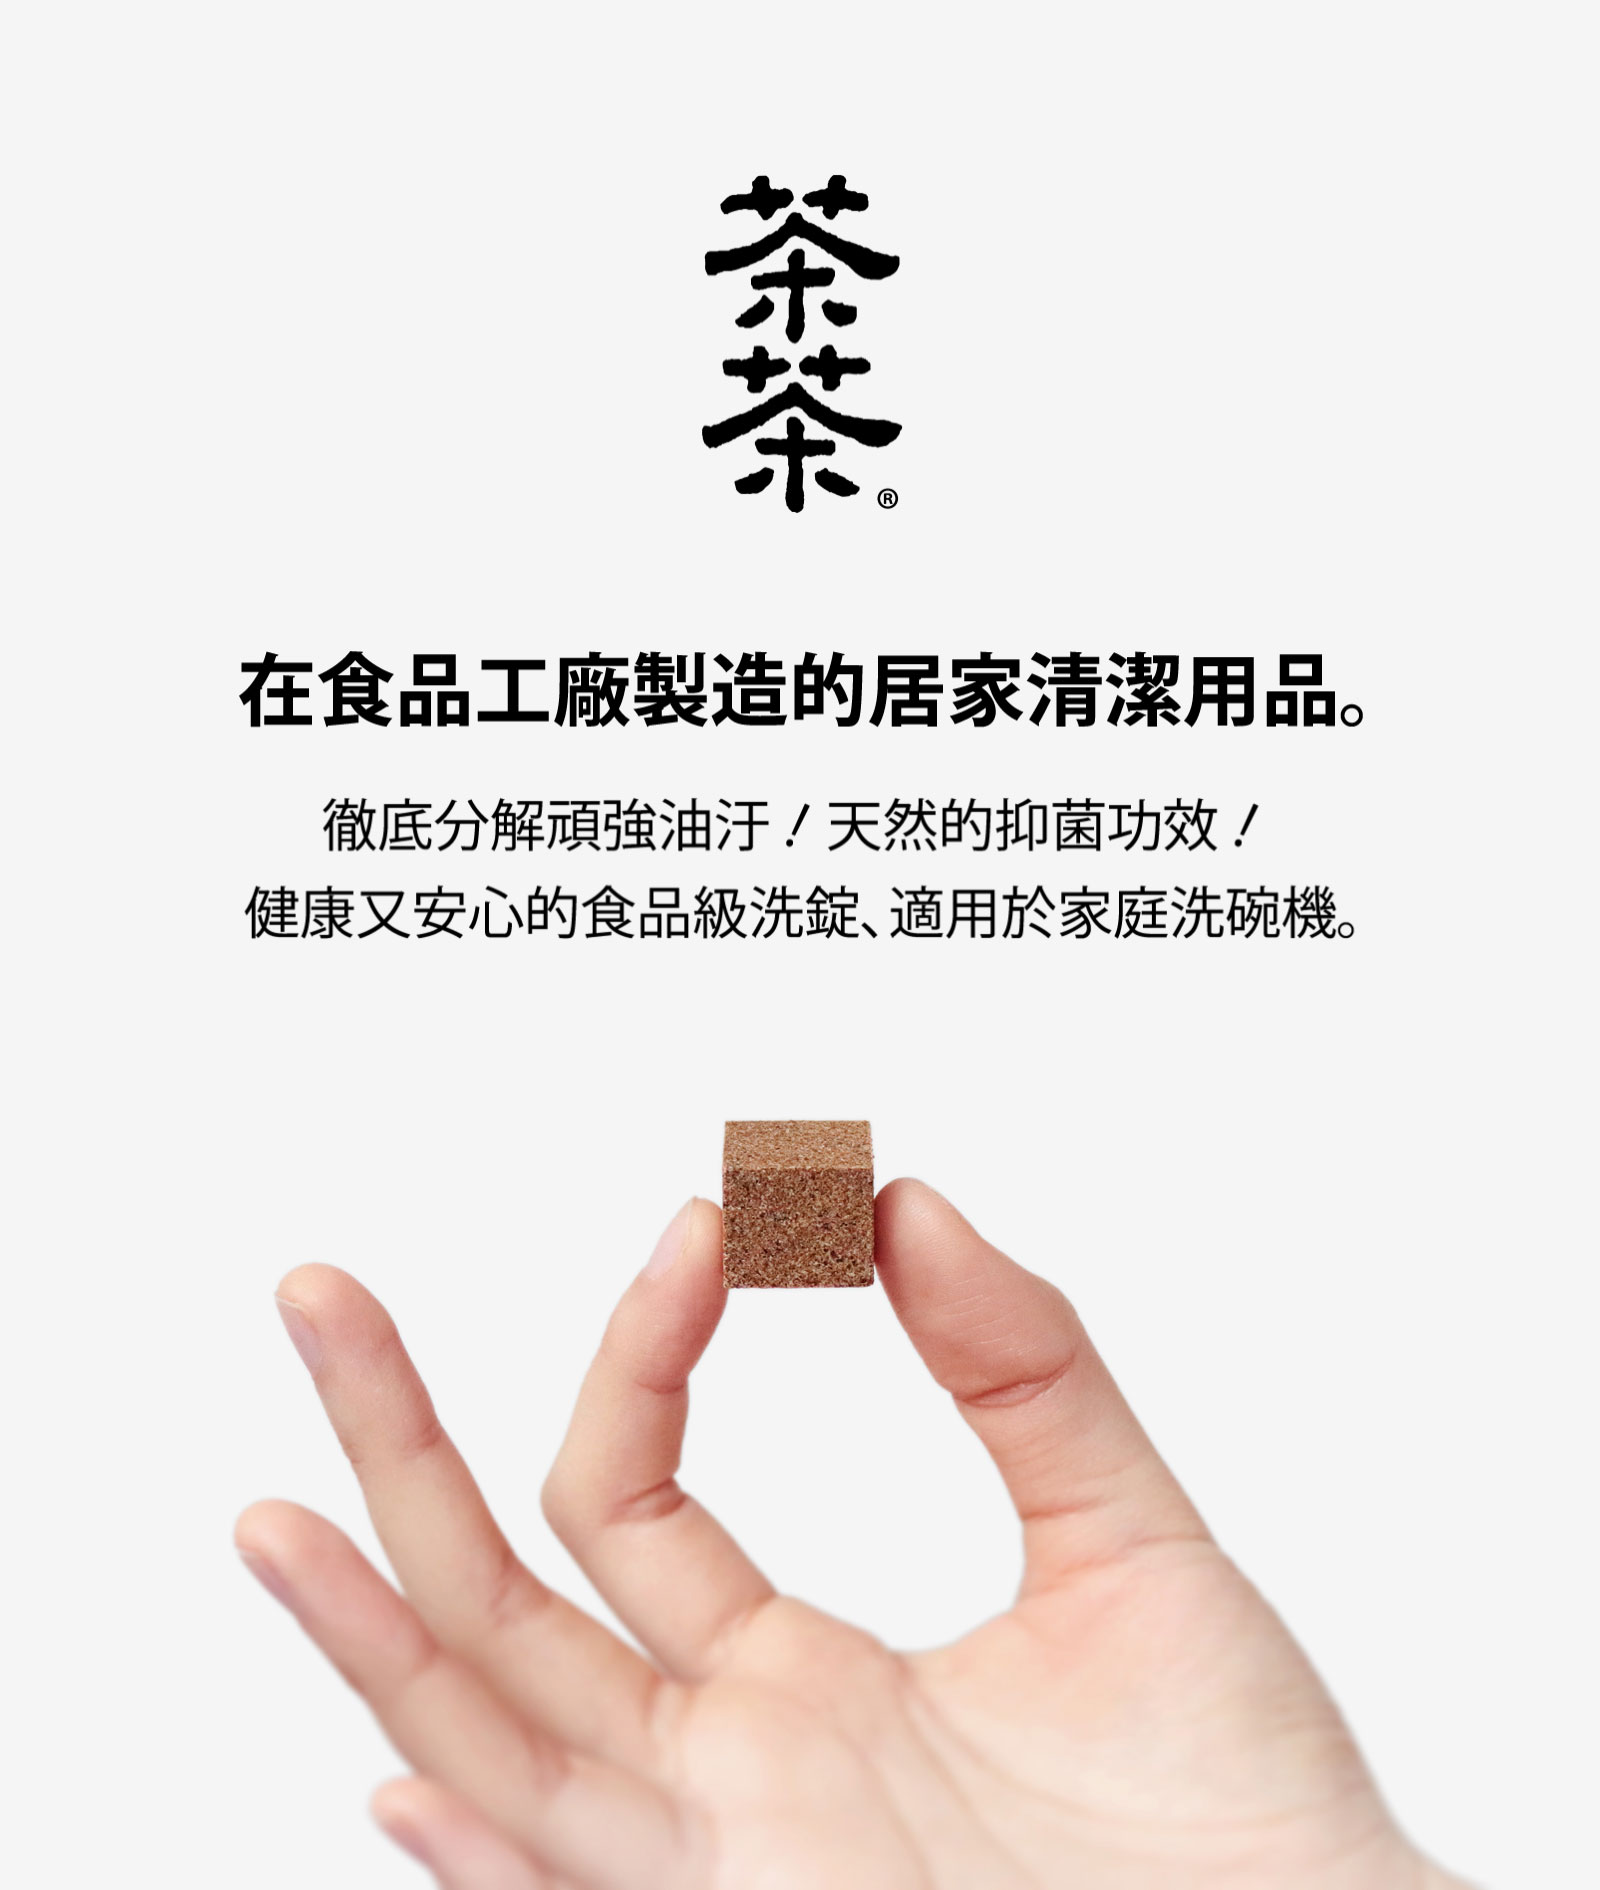 茶
茶®
在食品工廠製造的居家清潔用品。
徹底分解頑強油汙！天然的抑菌功效！
健康又安心的食品級洗錠、適用於家庭洗碗機。